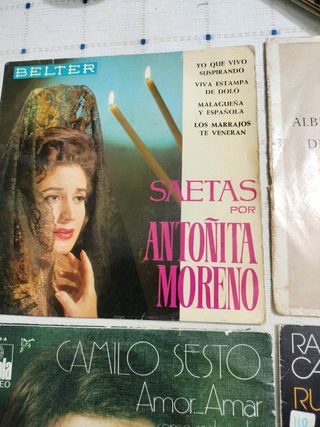 BELTER
YO QUE VIVO
SUSPIRANDO
VIVA ESTAMPA
DE DOLÓ
MALAGUEÑA
Y ESPAÑOLA
LOS MARRAJOS
TE VENERAN
SAETAS
POR
ANTOÑITA
MORENO
CAMILO SESTO
Amor...Amar